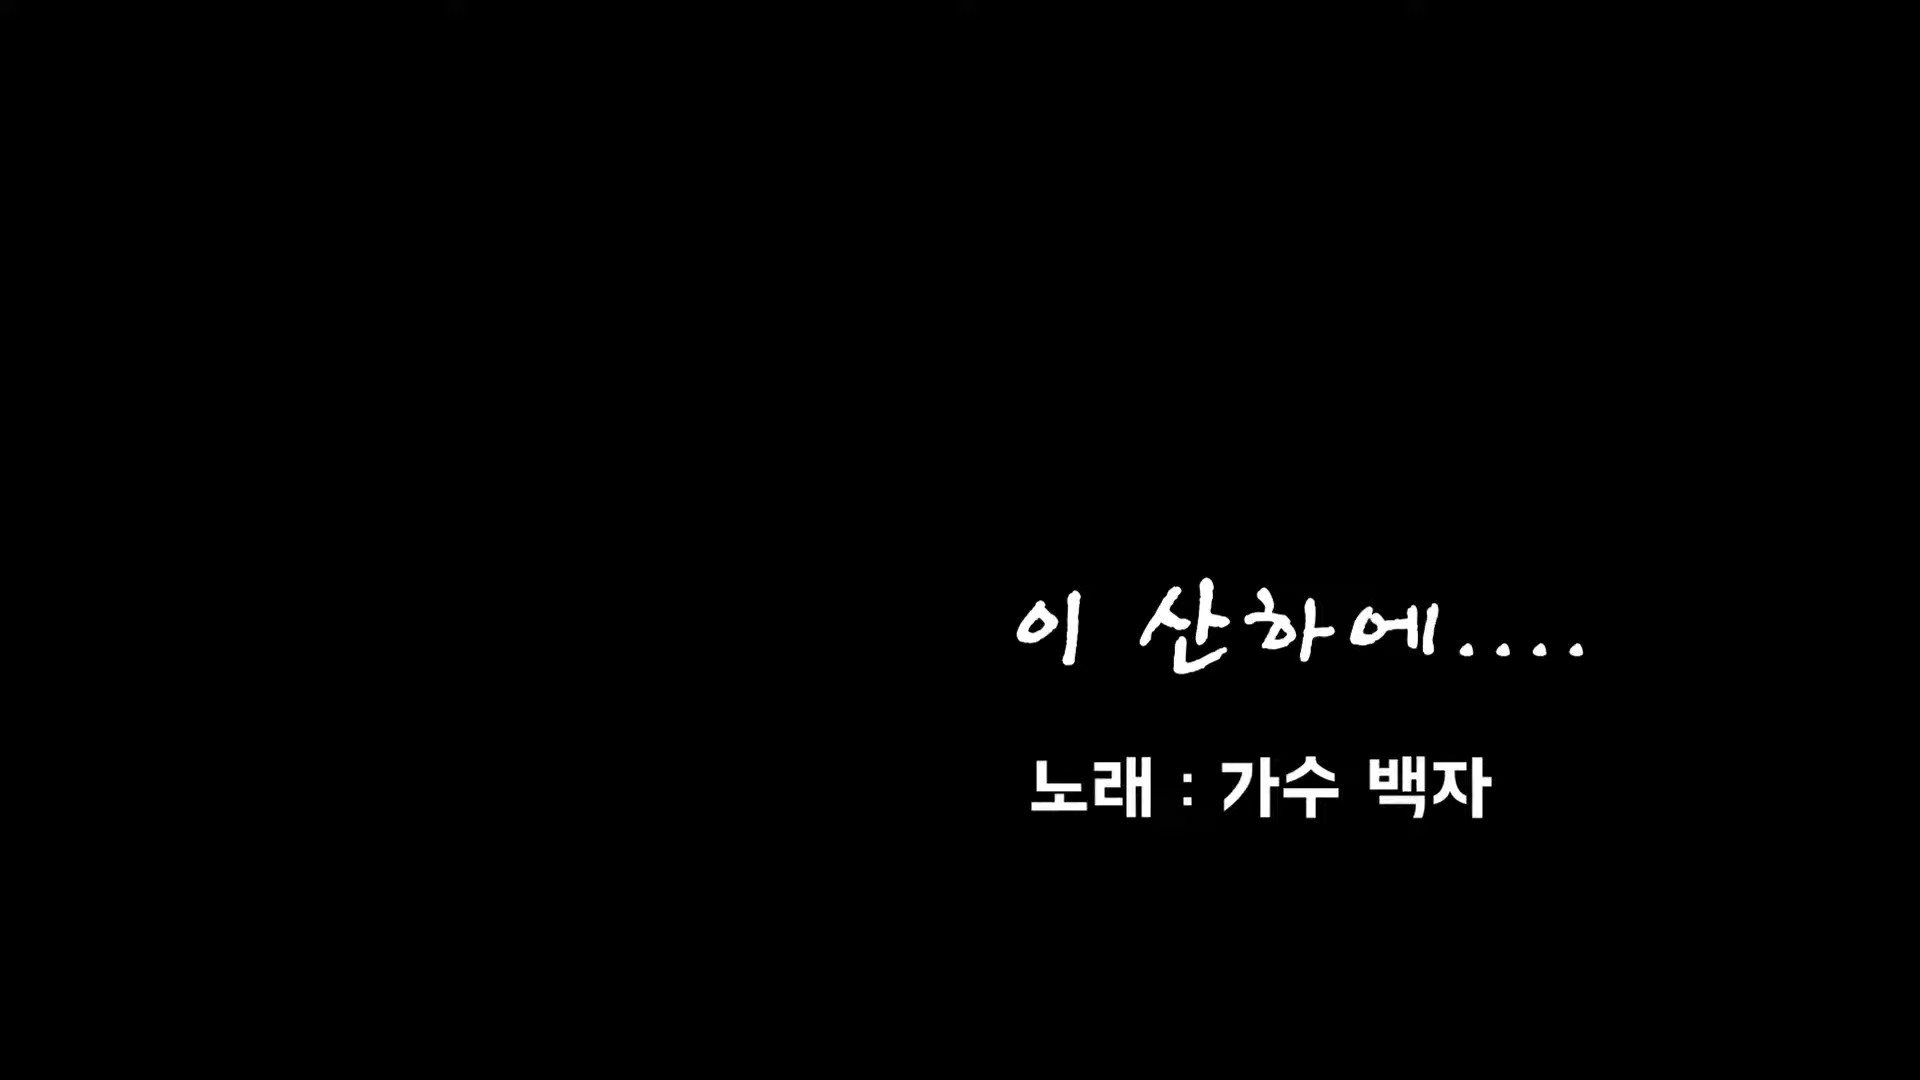 이 산하에....
노래 : 가수 백자